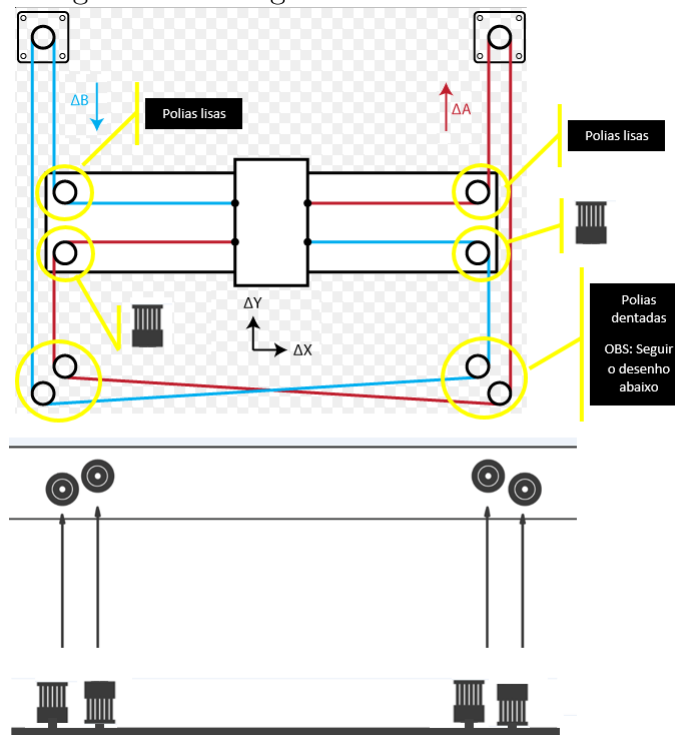 ΔB
Polias lisas
ΔA
Polias lisas
ΔY
ΔX
Polias
dentadas
OBS: Seguir
o desenho
abaixo